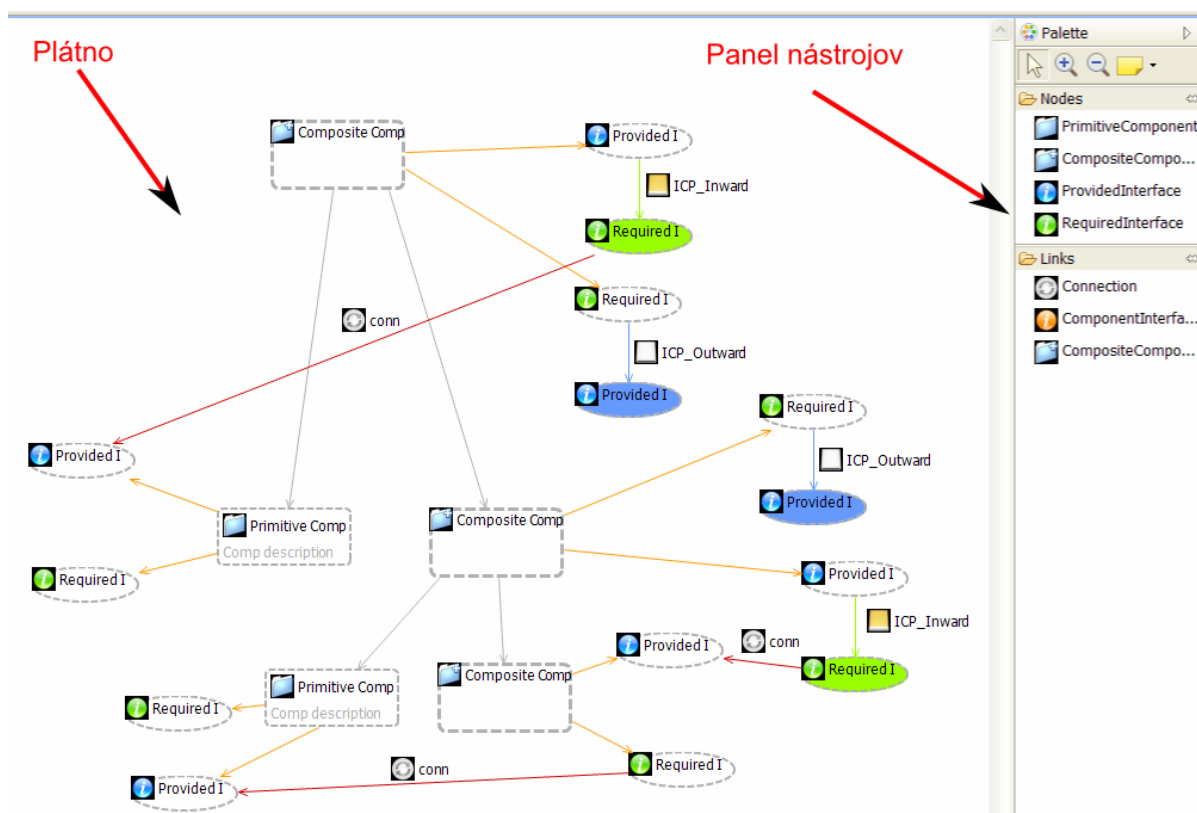 Plátno
Panel nástrojov
Palette
Nodes
PrimitiveComponent
CompositeCompo...
ProvidedInterface
RequiredInterface
Links
Connection
ComponentInterfa...
CompositeCompo...
Composite Comp
Provided I
ICP_Inward
Required I
Required I
conn
ICP_Outward
Provided I
Required I
Provided I
ICP_Outward
Provided I
Primitive Comp
Comp description
Composite Comp
Required I
Provided I
ICP_Inward
Provided I
conn
Required I
Composite Comp
Primitive Comp
Comp description
Required I
Required I
conn
Provided I